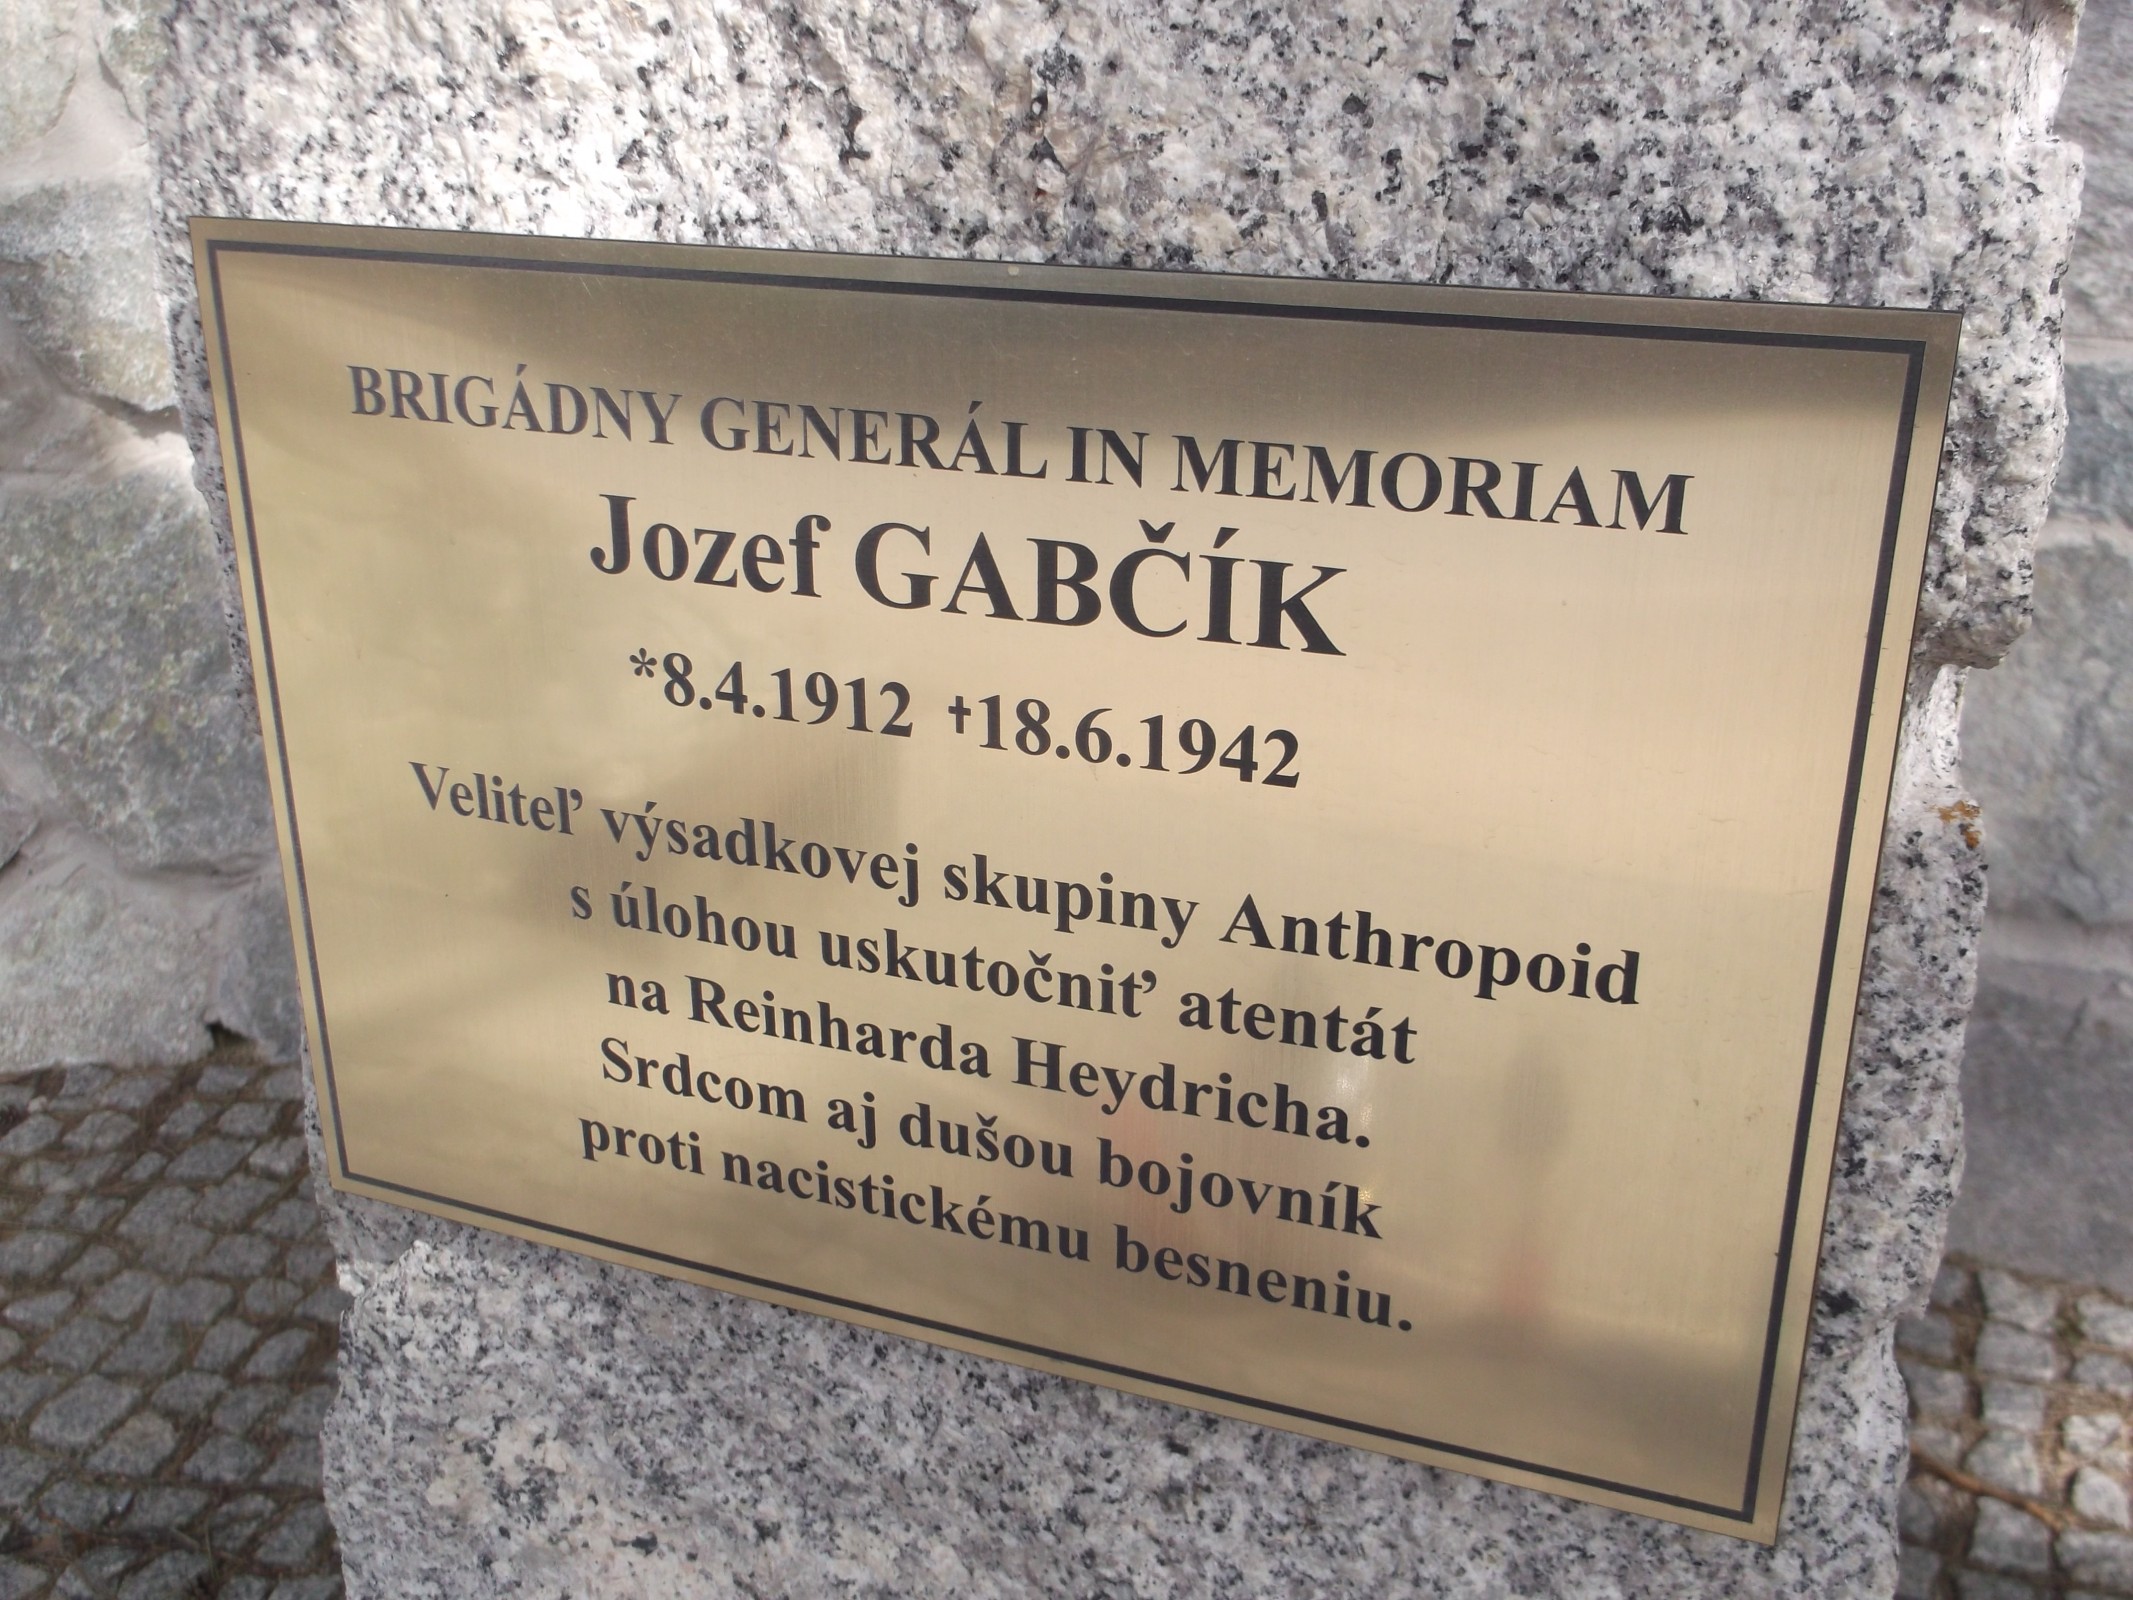 BRIGÁDNY GENERÁL IN MEMORIAM
Jozef GABČÍK
*8.4.1912 †18.6.1942
Veliteľ výsadkovej skupiny Anthropoid
s úlohou uskutočniť atentát
na Reinharda Heydricha.
Srdcom aj dušou bojovník
proti nacistickému besneniu.